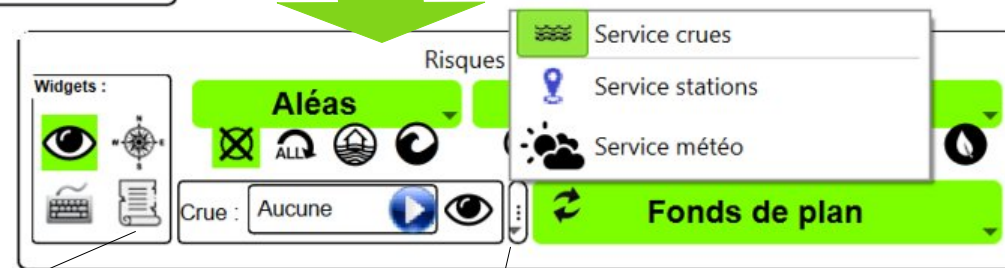 Risques
Widgets :
Aléas
ALL
N
W
E
S
Crue :
Aucune
Service crues
Service stations
Service météo
Fonds de plan